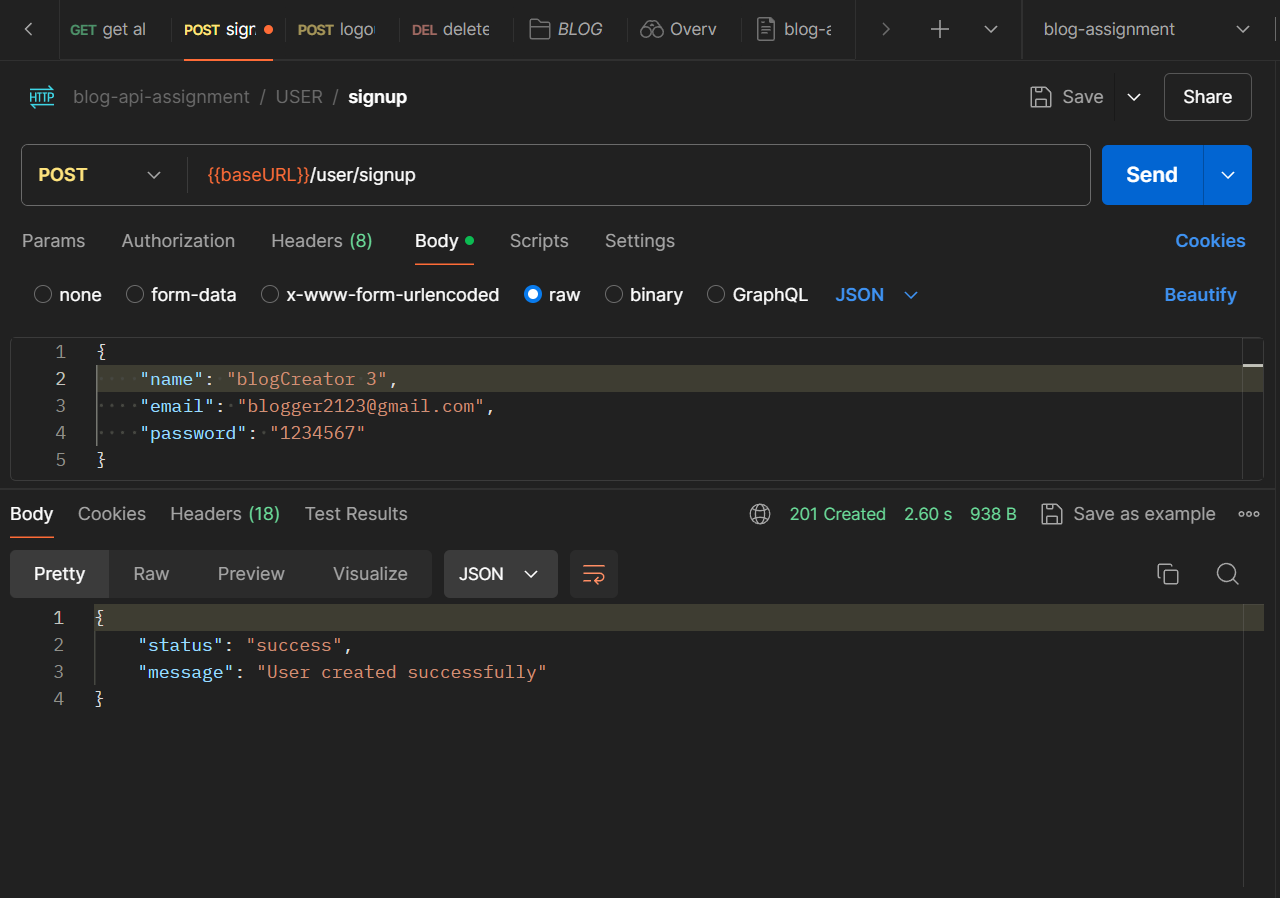 GET get al POST sign POST logo DEL delete BLOG Overv blog-a blog-assignment
HTTP blog-api-assignment / USER / signup Save Share
POST {{baseURL}}/user/signup Send
Params Authorization Headers (8) Body Scripts Settings Cookies
none form-data x-www-form-urlencoded raw binary GraphQL JSON Beautify
1 {
2 "name": "blogCreator 3",
3 "email": "blogger2123@gmail.com",
4 "password": "1234567"
5 }
Body Cookies Headers (18) Test Results 201 Created 2.60 s 938 B Save as example
Pretty Raw Preview Visualize JSON
1 {
2 "status": "success",
3 "message": "User created successfully"
4 }